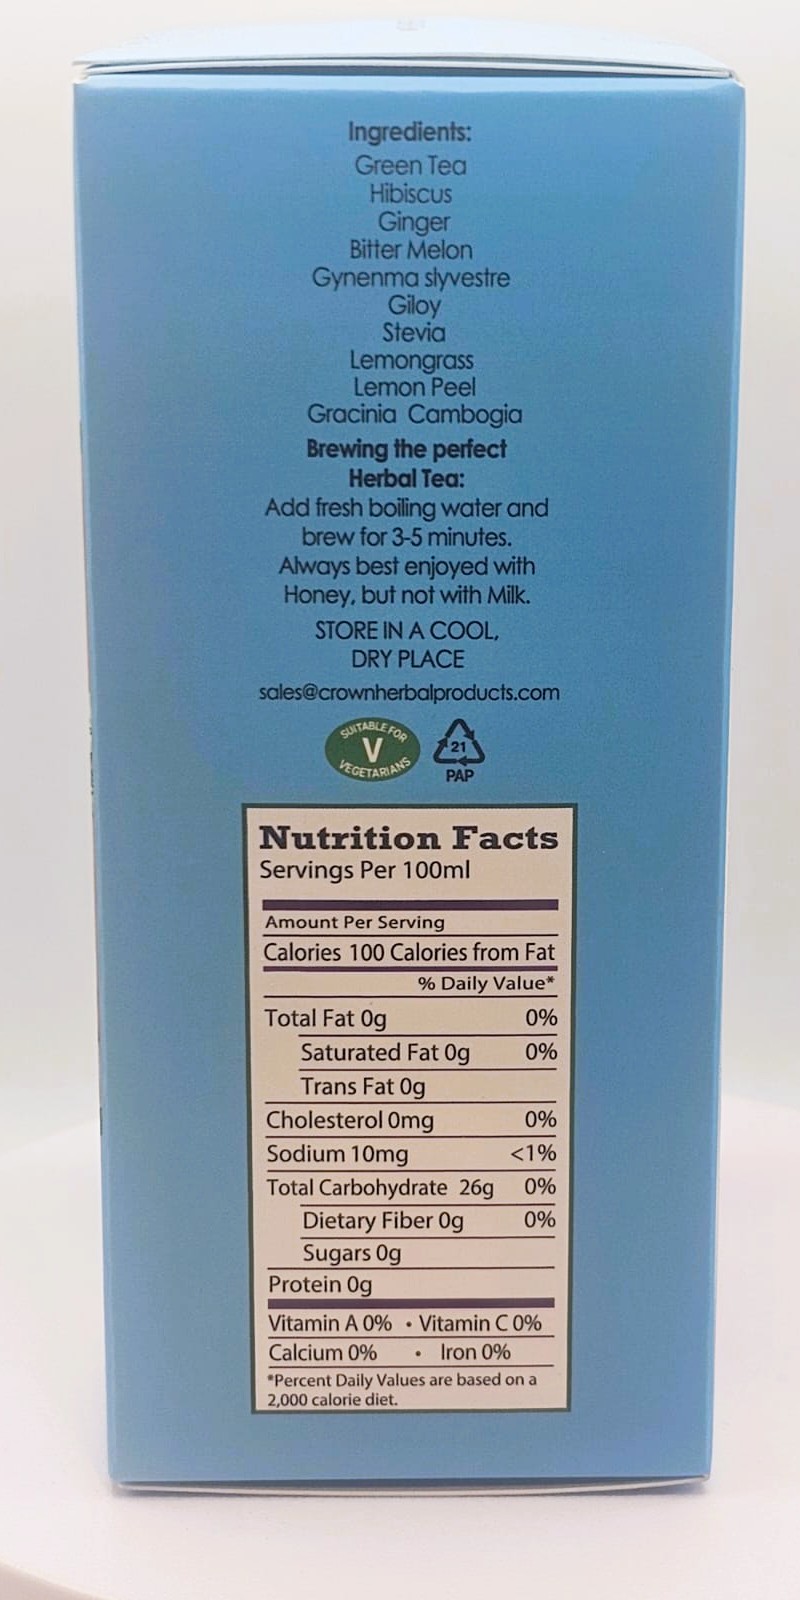 Ingredients:
Green Tea
Hibiscus
Ginger
Bitter Melon
Gynenma slyvestre
Giloy
Stevia
Lemongrass
Lemon Peel
Gracinia Cambogia
Brewing the perfect
Herbal Tea:
Add fresh boiling water and
brew for 3-5 minutes.
Always best enjoyed with
Honey, but not with Milk.
STORE IN A COOL,
DRY PLACE
sales@crownherbalproducts.com
SUITABLE FOR
V
VEGETARIANS
21
PAP
Nutrition Facts
Servings Per 100ml
Amount Per Serving
Calories 100 Calories from Fat
% Daily Value*
Total Fat 0g 0%
Saturated Fat 0g 0%
Trans Fat 0g
Cholesterol 0mg 0%
Sodium 10mg <1%
Total Carbohydrate 26g 0%
Dietary Fiber 0g 0%
Sugars 0g
Protein 0g
Vitamin A 0% • Vitamin C 0%
Calcium 0% • Iron 0%
*Percent Daily Values are based on a
2,000 calorie diet.